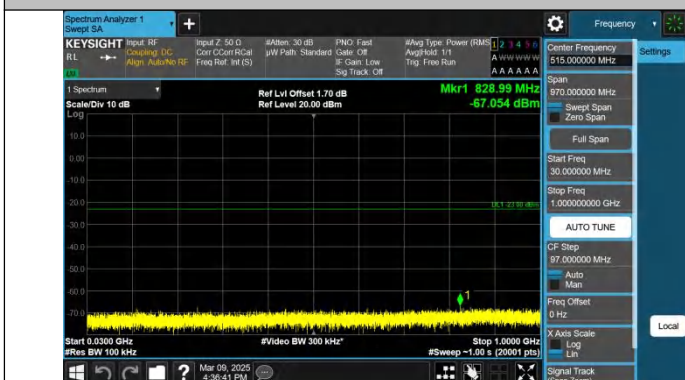 Spectrum Analyzer 1
Swept SA
Frequency
KEYSIGHT
RL
Input: RF
Coupling: DC
Align: Auto/No RF
Input Z: 50 Ω
Corr CCorr RCal
Freq Ref: Int (S)
#Atten: 30 dB
µW Path: Standard
PNO: Fast
Gate: Off
IF Gain: Low
Sig Track: Off
#Avg Type: Power (RMS
Avg|Hold: 1/1
Trig: Free Run
1 2 3 4 5 6
A W W W W W
A A A A A A
LU
1 Spectrum
Scale/Div 10 dB
Log
Ref Lvl Offset 1.70 dB
Ref Level 20.00 dBm
Mkr1 828.99 MHz
-67.054 dBm
10.0
0.00
-10.0
-20.0
-30.0
-40.0
-50.0
-60.0
-70.0
DL1 -23.00 dBm
1
Start 0.0300 GHz
#Res BW 100 kHz
#Video BW 300 kHz*
Stop 1.0000 GHz
#Sweep ~1.00 s (20001 pts)
Mar 09, 2025
4:36:41 PM
Center Frequency
515.000000 MHz
Settings
Span
970.000000 MHz
Swept Span
Zero Span
Full Span
Start Freq
30.000000 MHz
Stop Freq
1.000000000 GHz
AUTO TUNE
CF Step
97.000000 MHz
Auto
Man
Freq Offset
0 Hz
X Axis Scale
Log
Lin
Local
Signal Track
(Span Zoom)